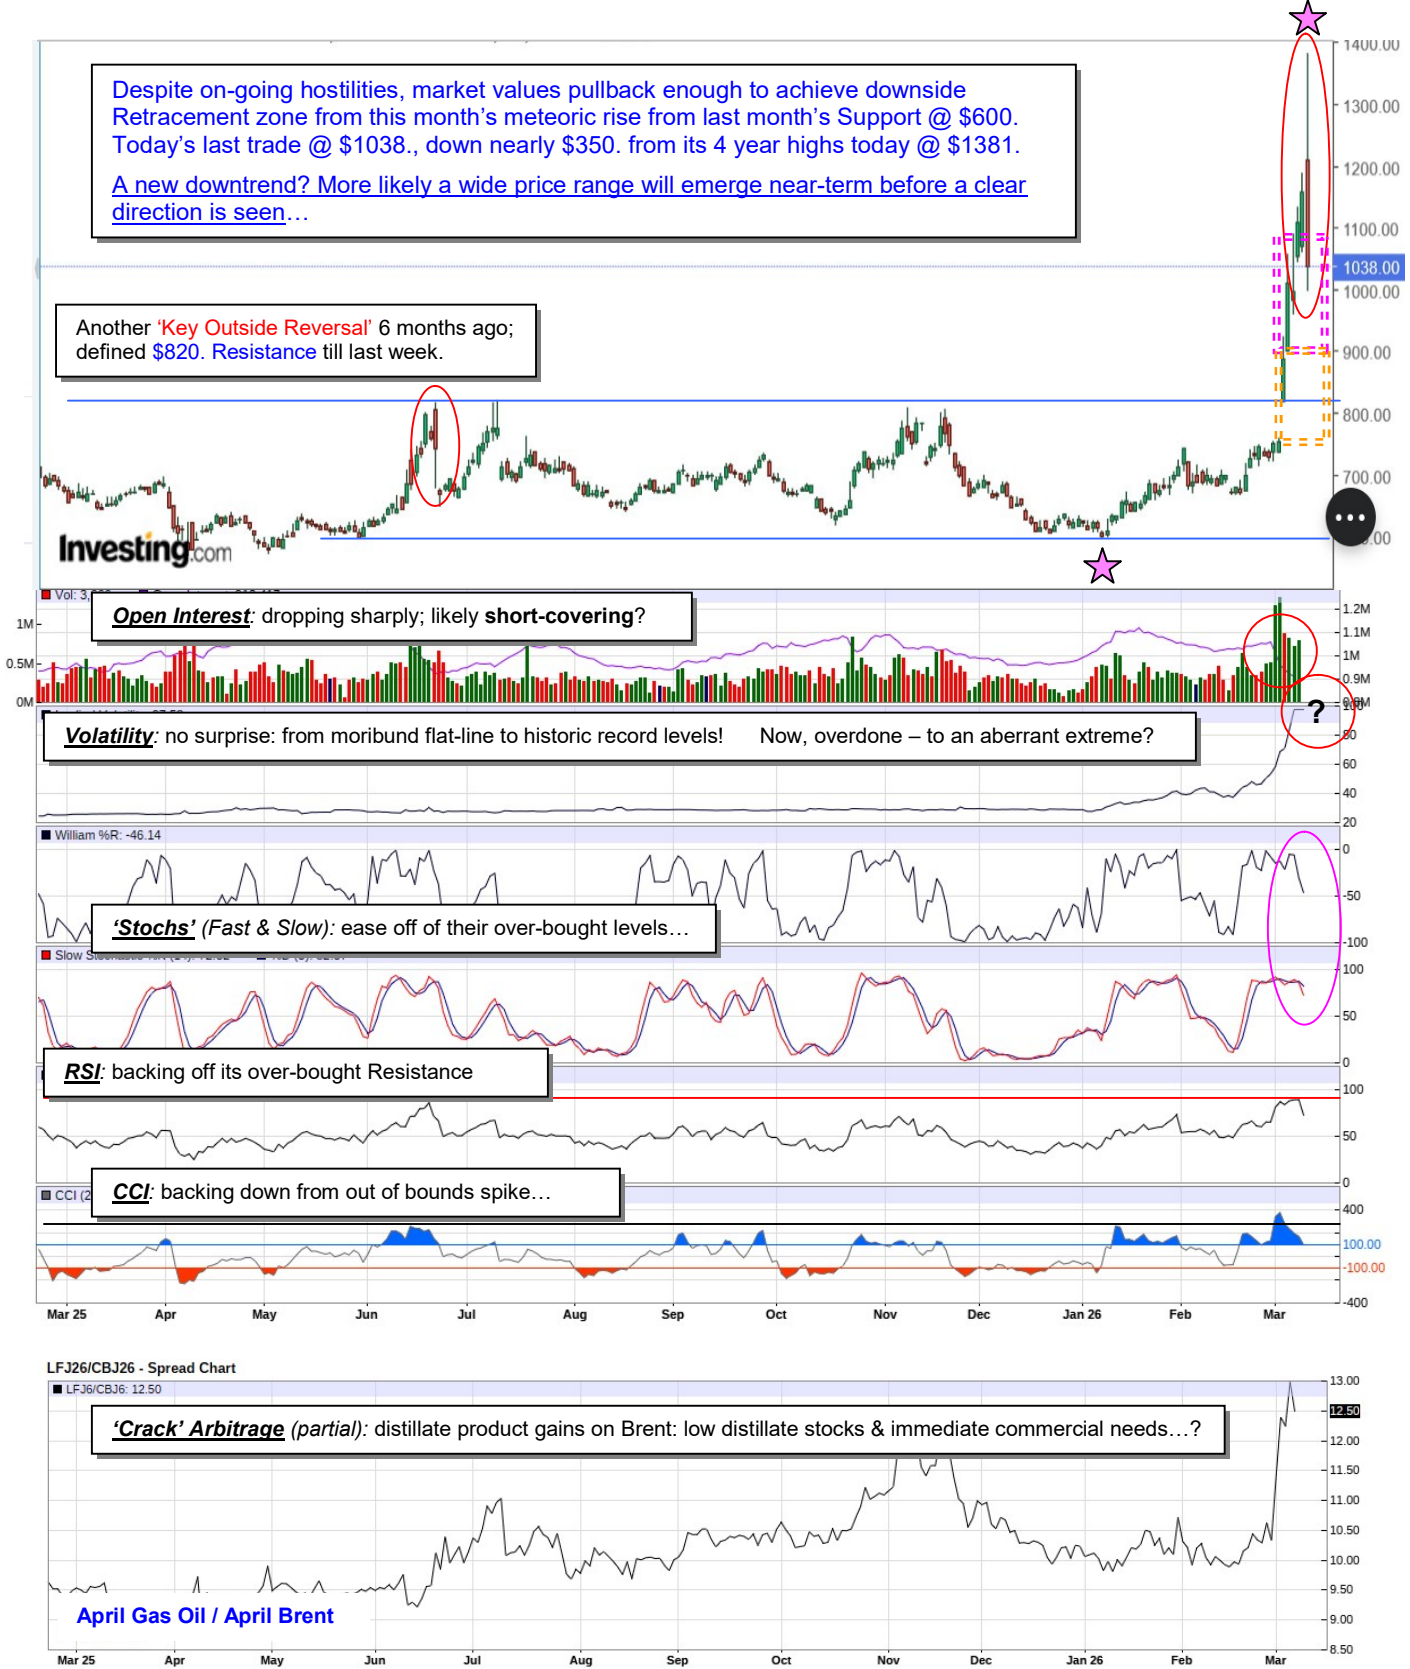 1400.00
Despite on-going hostilities, market values pullback enough to achieve downside
Retracement zone from this month's meteoric rise from last month's Support @ $600.
Today's last trade @ $1038., down nearly $350. from its 4 year highs today @ $1381.
A new downtrend? More likely a wide price range will emerge near-term before a clear
direction is seen…
1300.00
1200.00
1100.00
1038.00
1000.00
Another 'Key Outside Reversal' 6 months ago;
defined $820. Resistance till last week.
900.00
800.00
700.00
Investing.com
Vol: 3,
Open Interest: dropping sharply; likely short-covering?
1M
0.5M
0M
1.2M
1.1M
1M
0.9M
?
Volatility: no surprise: from moribund flat-line to historic record levels! Now, overdone – to an aberrant extreme?
100
80
60
40
20
William %R: -46.14
0
-50
-100
'Stochs' (Fast & Slow): ease off of their over-bought levels…
Slow
100
50
0
RSI: backing off its over-bought Resistance
100
50
0
CCI (2
CCI: backing down from out of bounds spike…
400
100.00
-100.00
-400
Mar 25 Apr May Jun Jul Aug Sep Oct Nov Dec Jan 26 Feb Mar
LFJ26/CBJ26 - Spread Chart
LFJ6/CBJ6: 12.50
'Crack' Arbitrage (partial): distillate product gains on Brent: low distillate stocks & immediate commercial needs…?
13.00
12.50
12.00
11.50
11.00
10.50
10.00
9.50
9.00
8.50
April Gas Oil / April Brent
Mar 25 Apr May Jun Jul Aug Sep Oct Nov Dec Jan 26 Feb Mar